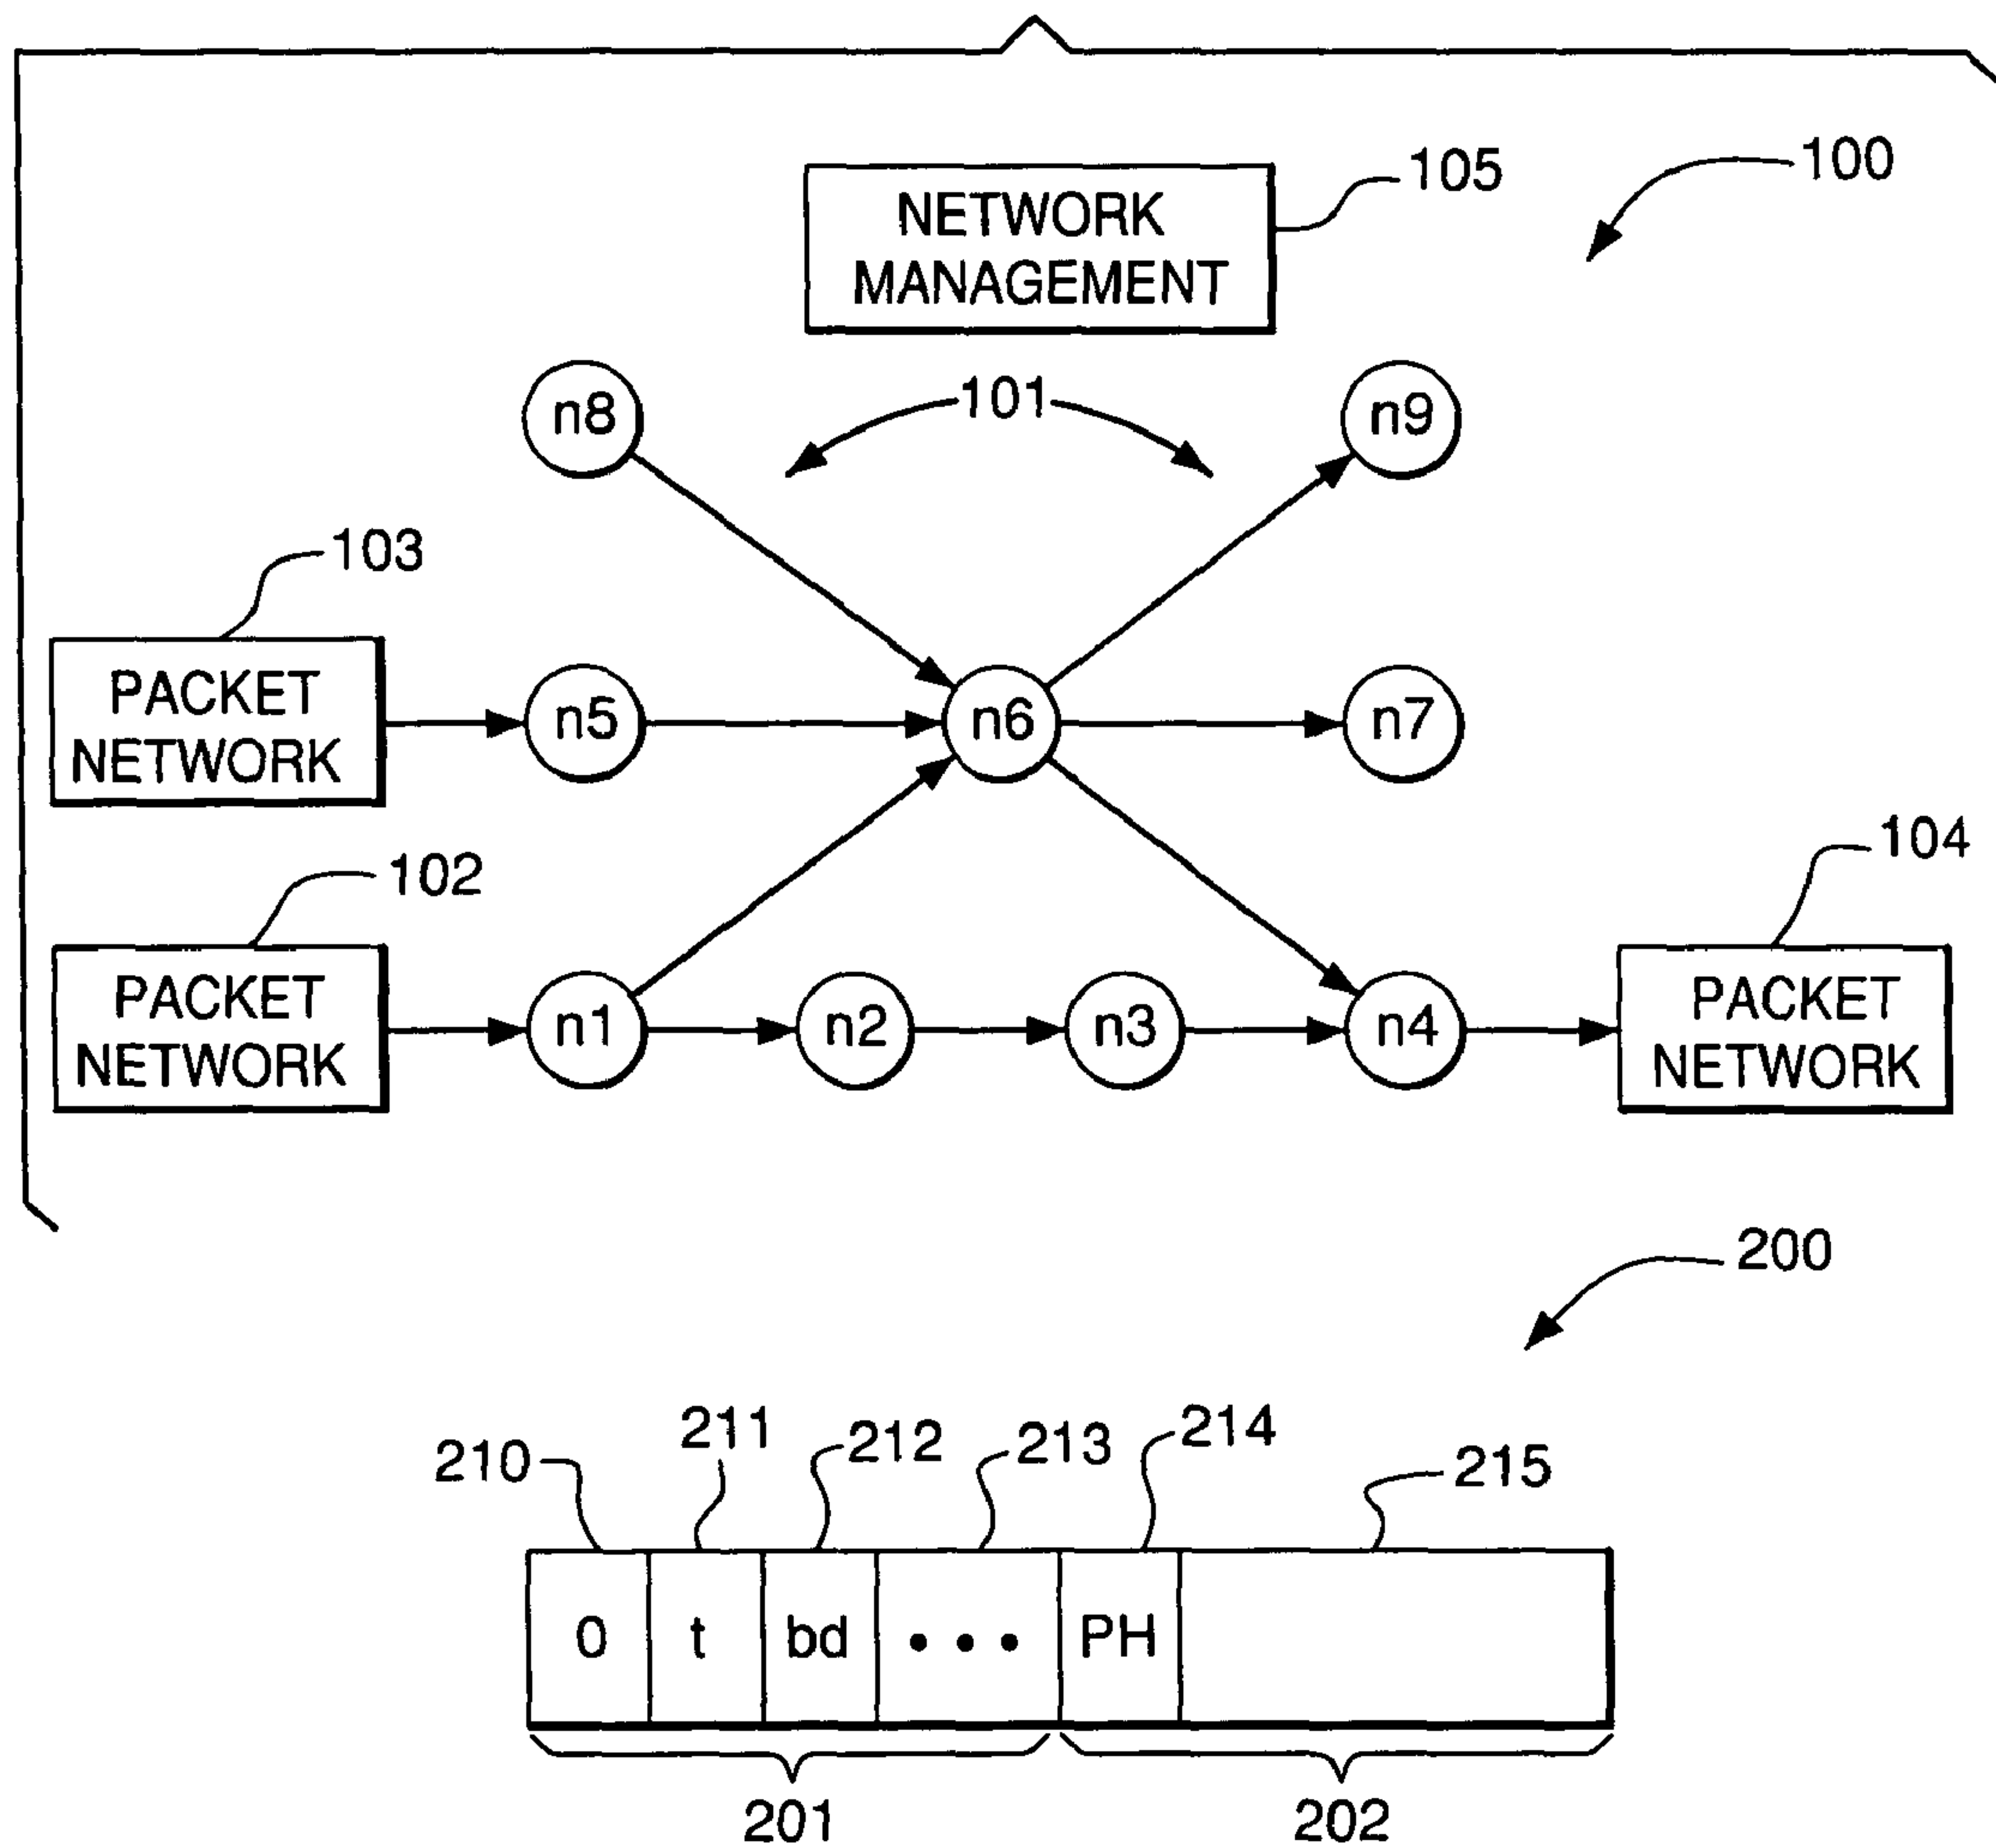 100
105
NETWORK
MANAGEMENT
101
n8
n9
103
PACKET
NETWORK
n5
n6
n7
102
104
PACKET
NETWORK
n1
n2
n3
n4
PACKET
NETWORK
200
210
211
212
213
214
215
0
t
bd
• • •
PH
201
202